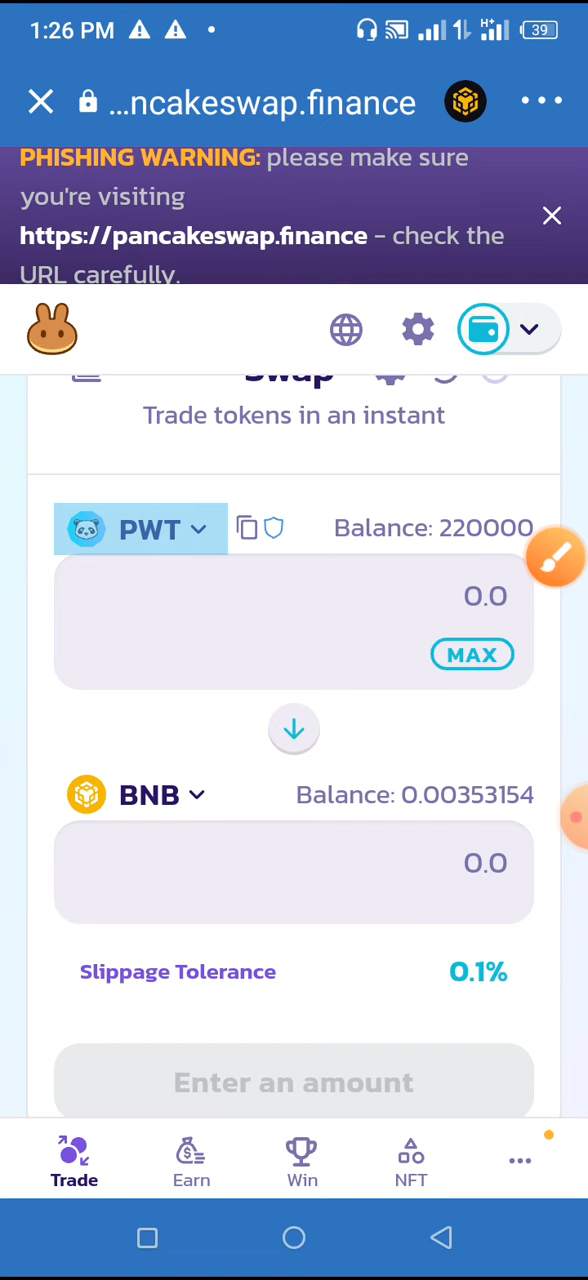 1:26 PM
H+
39
...ncakeswap.finance
PHISHING WARNING: please make sure
you're visiting
https://pancakeswap.finance - check the
URL carefully.
Swap
Trade tokens in an instant
PWT
Balance: 220000
0.0
MAX
BNB
Balance: 0.00353154
0.0
Slippage Tolerance
0.1%
Enter an amount
Trade
Earn
Win
NFT